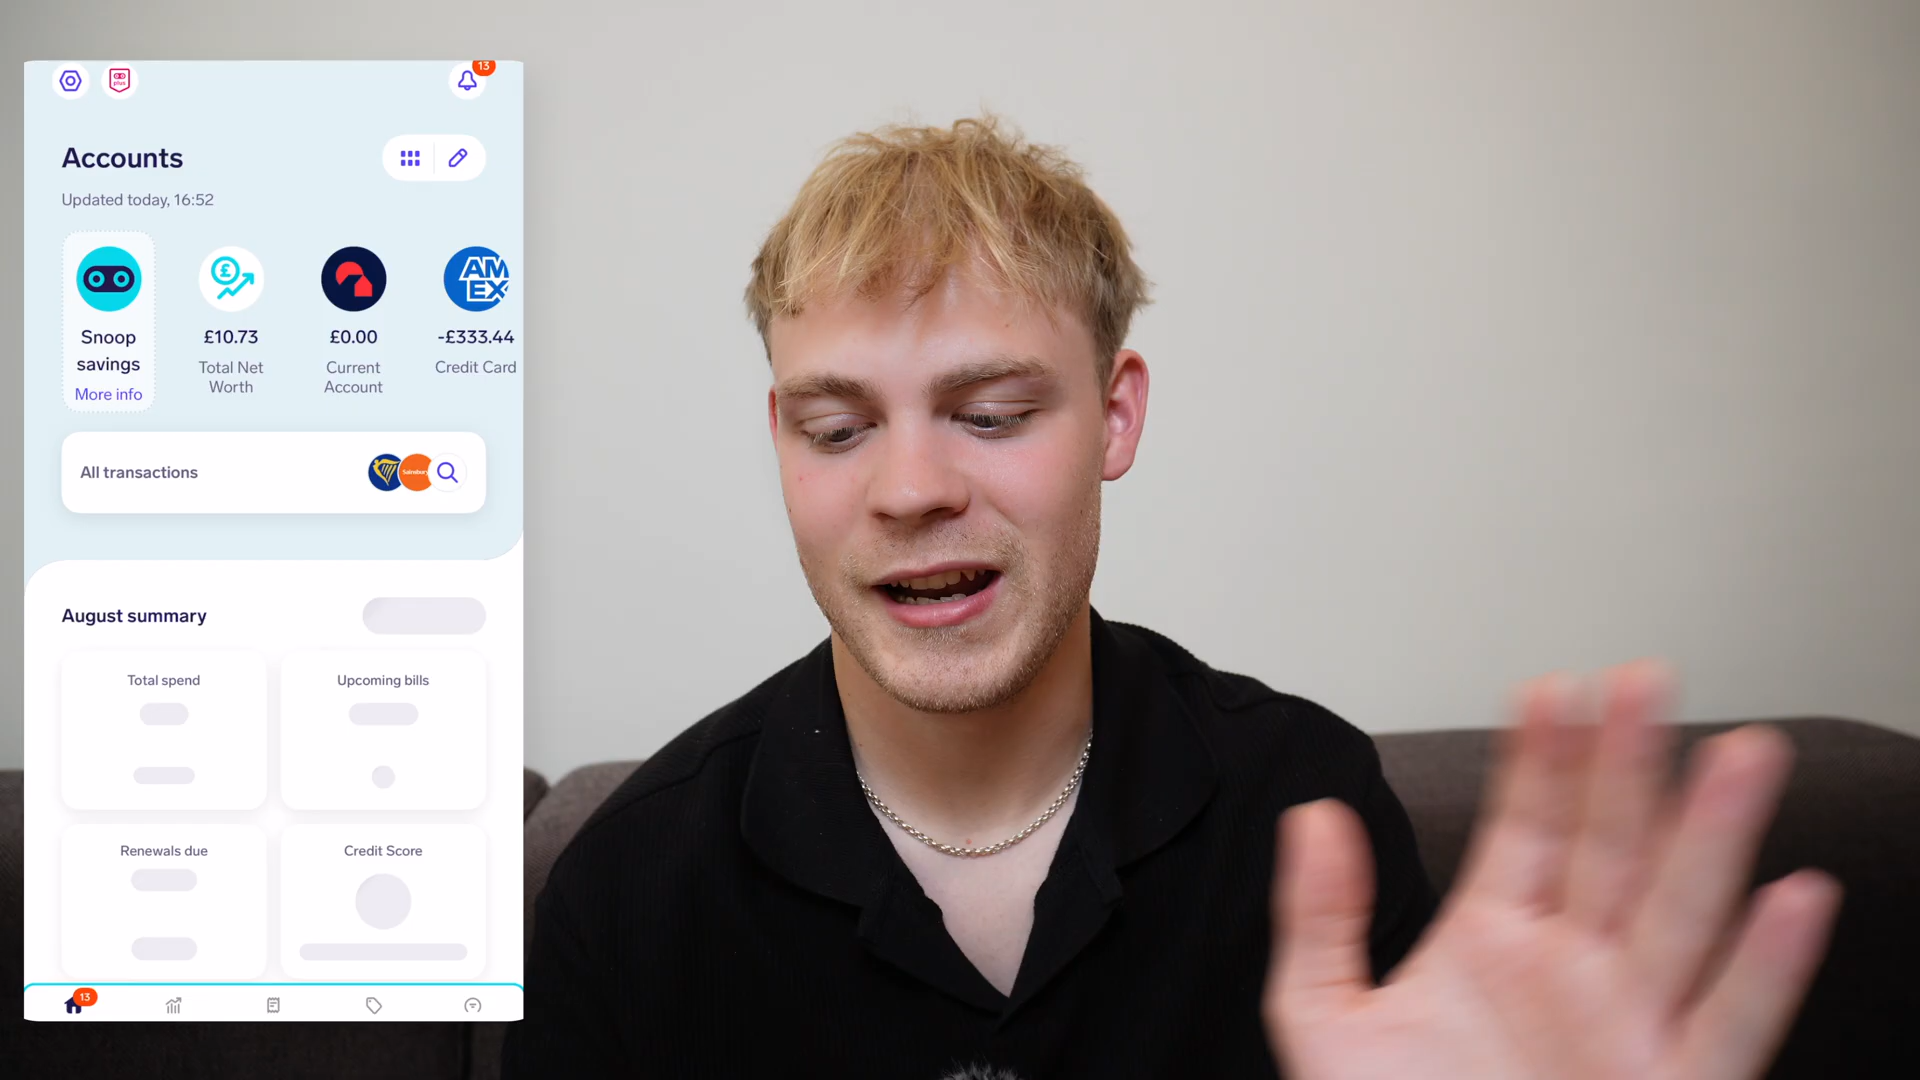 13
plus
Accounts
Updated today, 16:52
AM
EX
Snoop
savings
More info
£10.73
Total Net
Worth
£0.00
Current
Account
-£333.44
Credit Card
All transactions
Sainsbury
August summary
Total spend
Upcoming bills
Renewals due
Credit Score
13